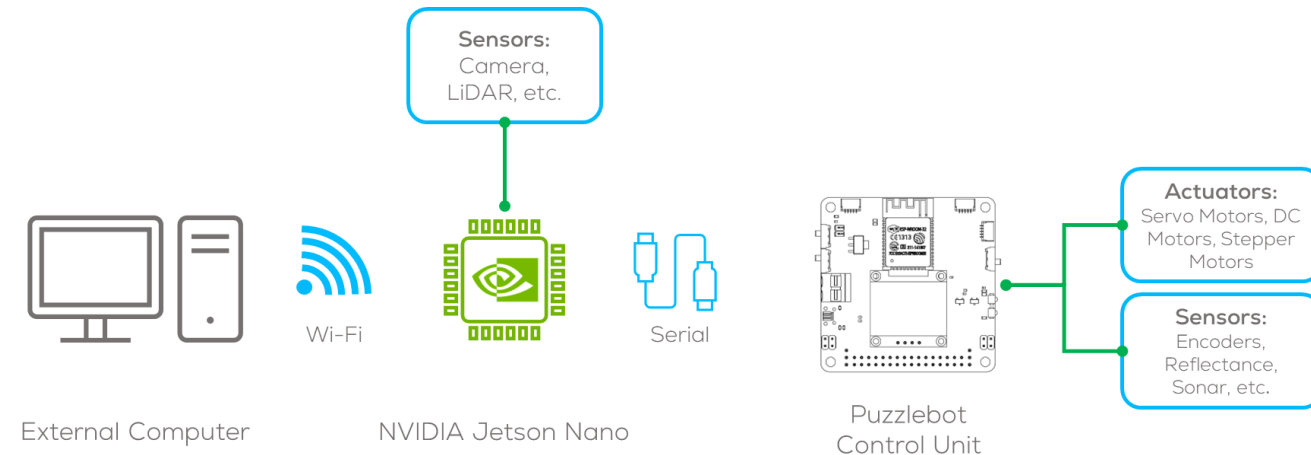 Sensors:
Camera,
LiDAR, etc.
Wi-Fi
Serial
Actuators:
Servo Motors, DC
Motors, Stepper
Motors
Sensors:
Encoders,
Reflectance,
Sonar, etc.
External Computer
NVIDIA Jetson Nano
Puzzlebot
Control Unit